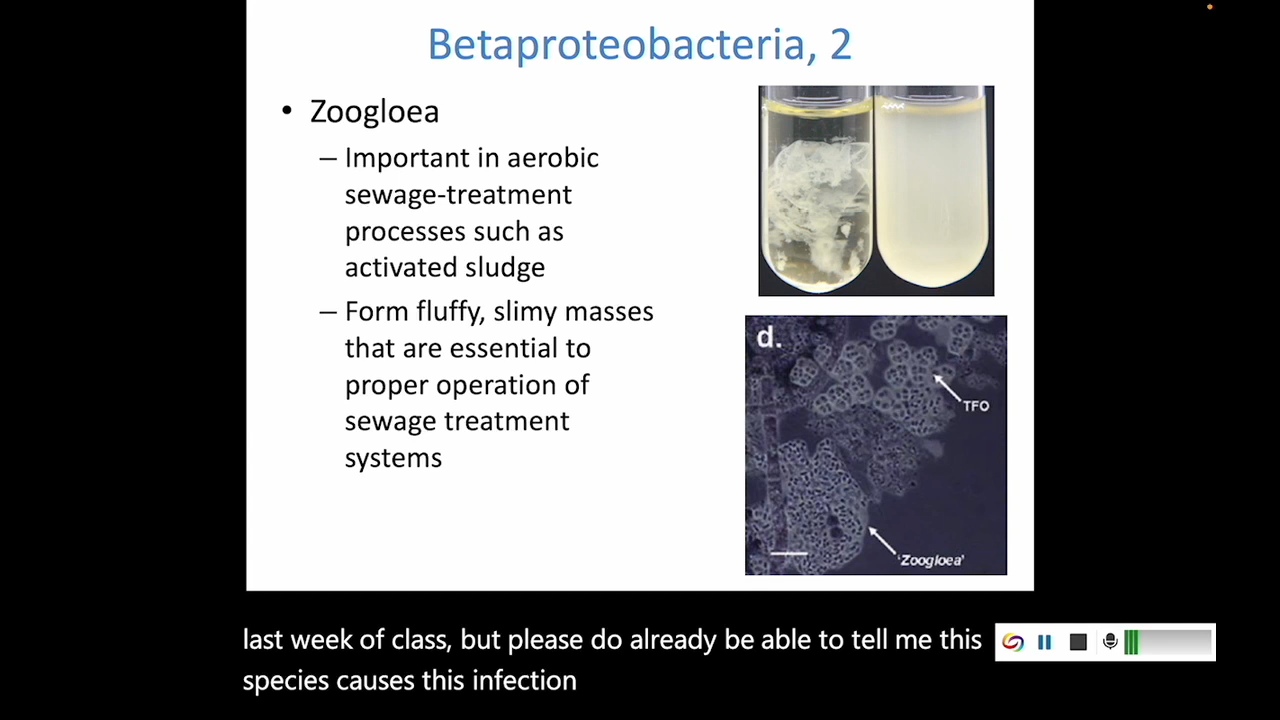 Betaproteobacteria, 2
• Zoogloea
– Important in aerobic
sewage-treatment
processes such as
activated sludge
– Form fluffy, slimy masses
that are essential to
proper operation of
sewage treatment
systems
d.
TFO
'Zoogloea'
last week of class, but please do already be able to tell me this
species causes this infection